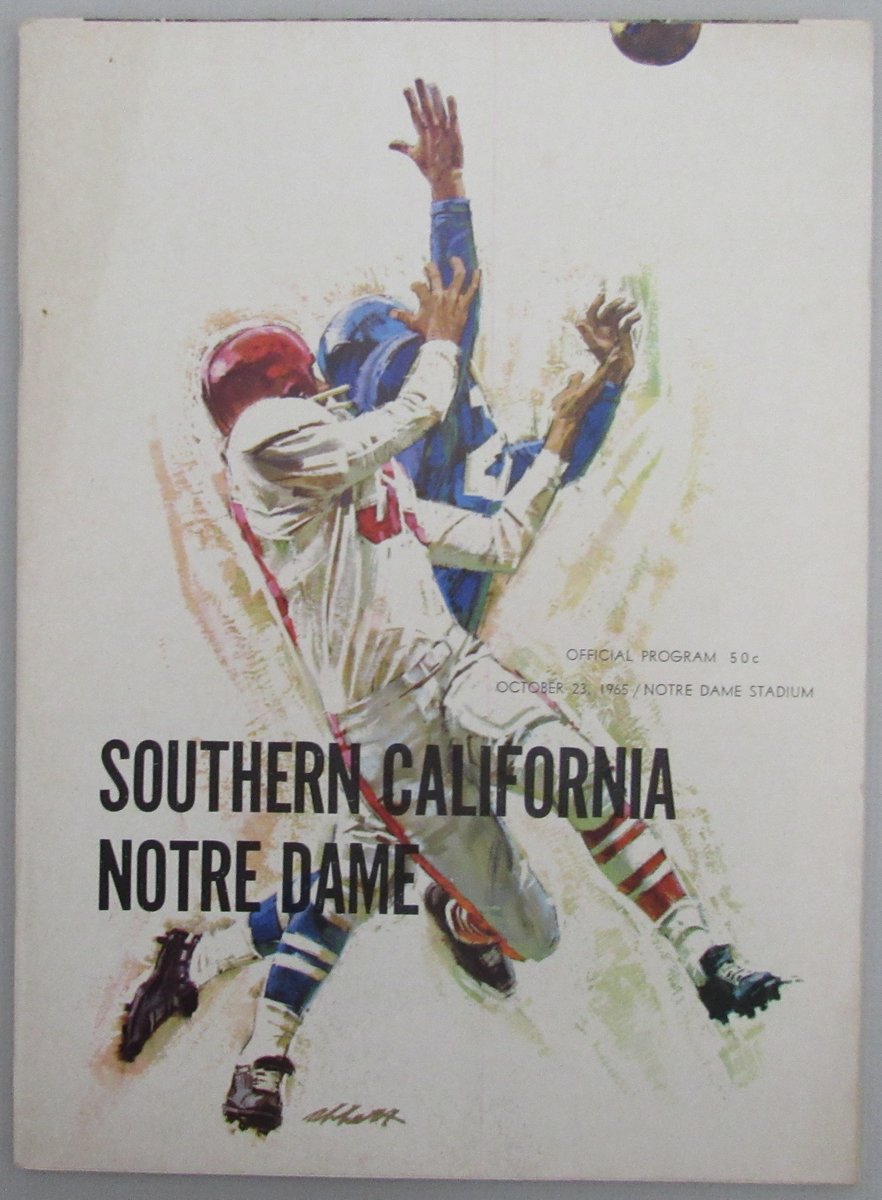 OFFICIAL PROGRAM 50c
OCTOBER 23, 1965 / NOTRE DAME STADIUM
SOUTHERN CALIFORNIA
NOTRE DAME